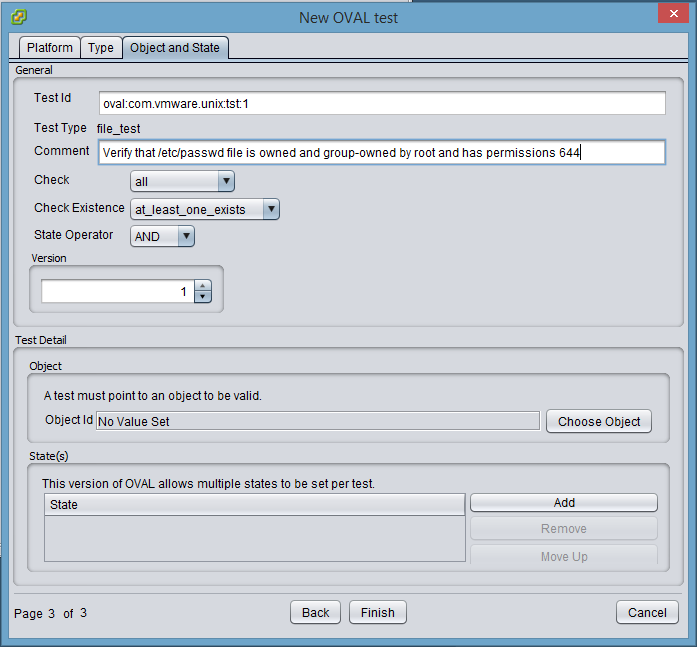 New OVAL test
Platform Type Object and State
General
Test Id oval:com.vmware.unix:tst:1
Test Type file_test
Comment Verify that /etc/passwd file is owned and group-owned by root and has permissions 644
Check all
Check Existence at_least_one_exists
State Operator AND
Version
1
Test Detail
Object
A test must point to an object to be valid.
Object Id No Value Set Choose Object
State(s)
This version of OVAL allows multiple states to be set per test.
State Add
Remove
Move Up
Page 3 of 3 Back Finish Cancel